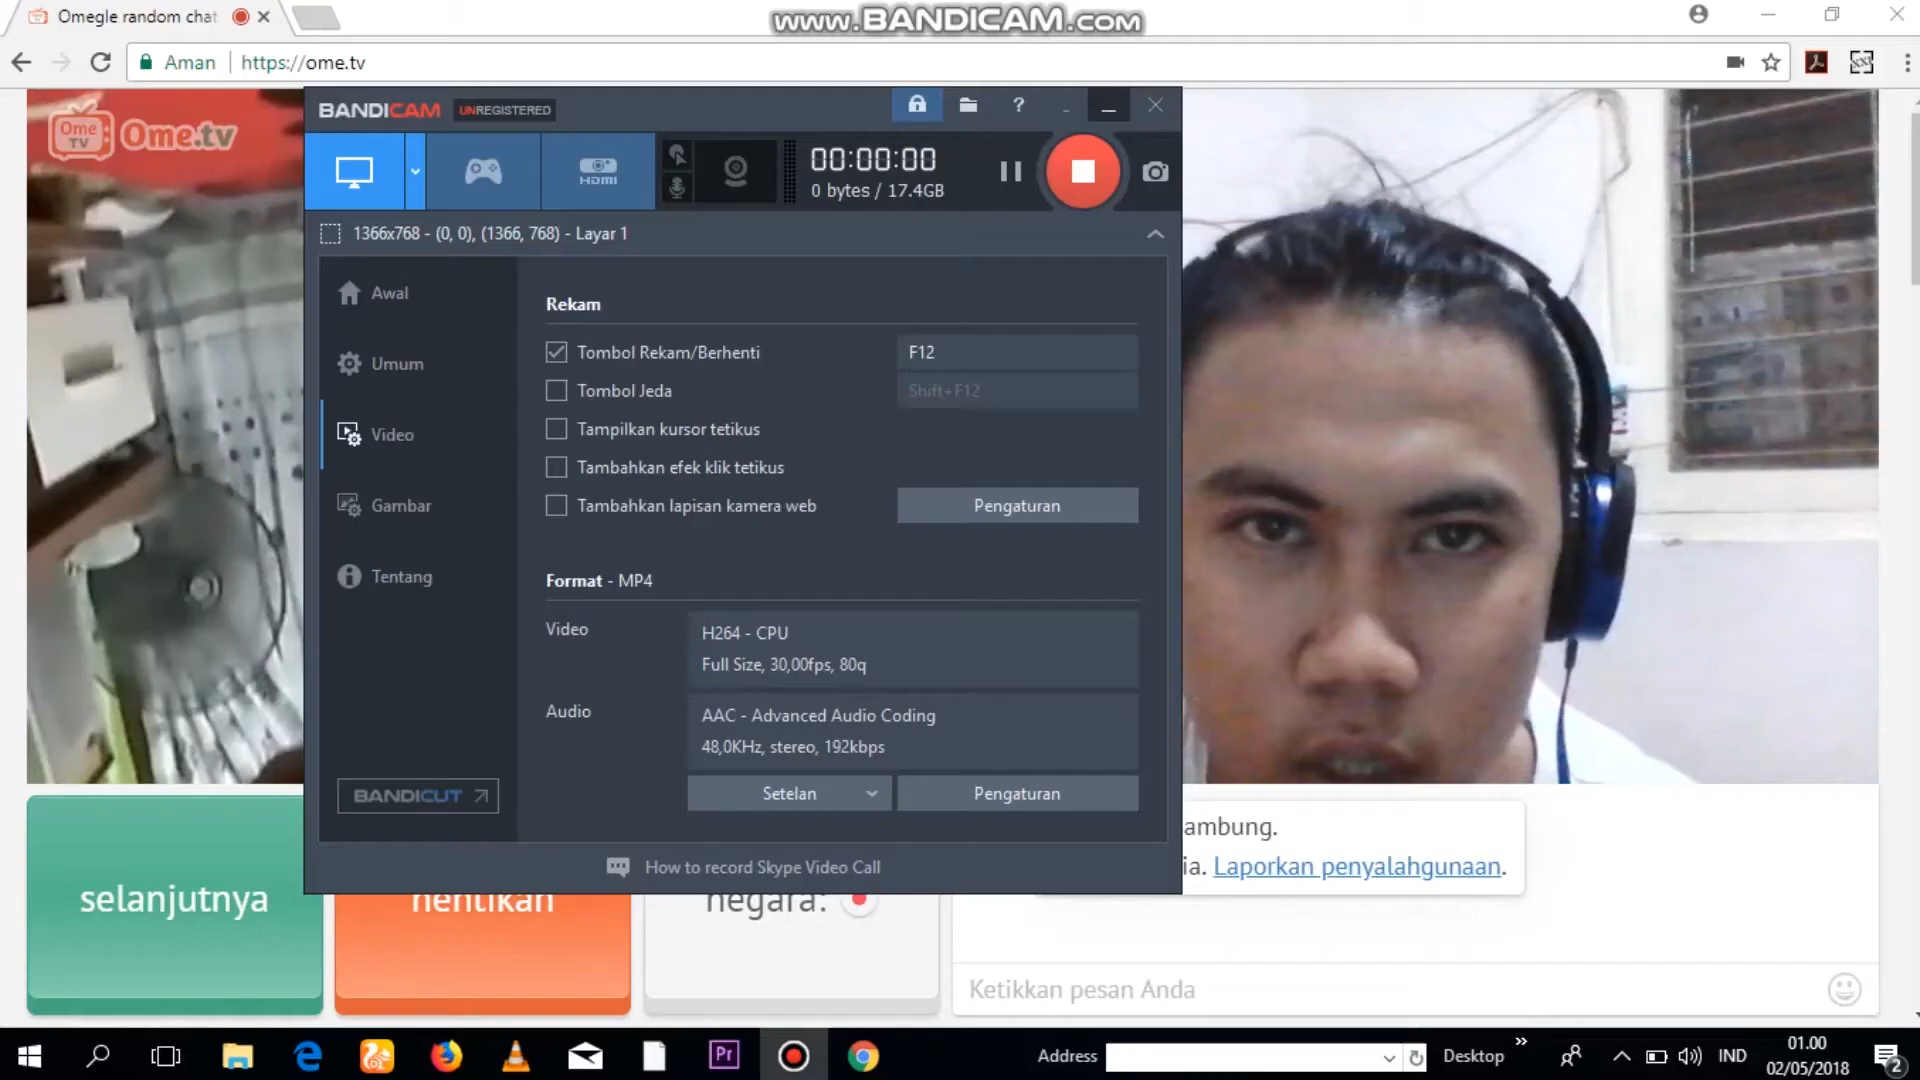 Omegle random chat
www.BANDICAM.com
Aman
https://ome.tv
Ome TV
Ome.tv
BANDICAM UNREGISTERED
?
HDMI
00:00:00
0 bytes / 17.4GB
1366x768 - (0, 0), (1366, 768) - Layar 1
Awal
Umum
Video
Gambar
Tentang
BANDICUT
Rekam
Tombol Rekam/Berhenti
F12
Tombol Jeda
Shift+F12
Tampilkan kursor tetikus
Tambahkan efek klik tetikus
Tambahkan lapisan kamera web
Pengaturan
Format - MP4
Video
H264 - CPU
Full Size, 30,00fps, 80q
Audio
AAC - Advanced Audio Coding
48,0KHz, stereo, 192kbps
Setelan
Pengaturan
How to record Skype Video Call
ambung.
ia. Laporkan penyalahgunaan.
selanjutnya
hentikan
negara:
Ketikkan pesan Anda
Pr
Address
Desktop
IND
01.00
02/05/2018
2